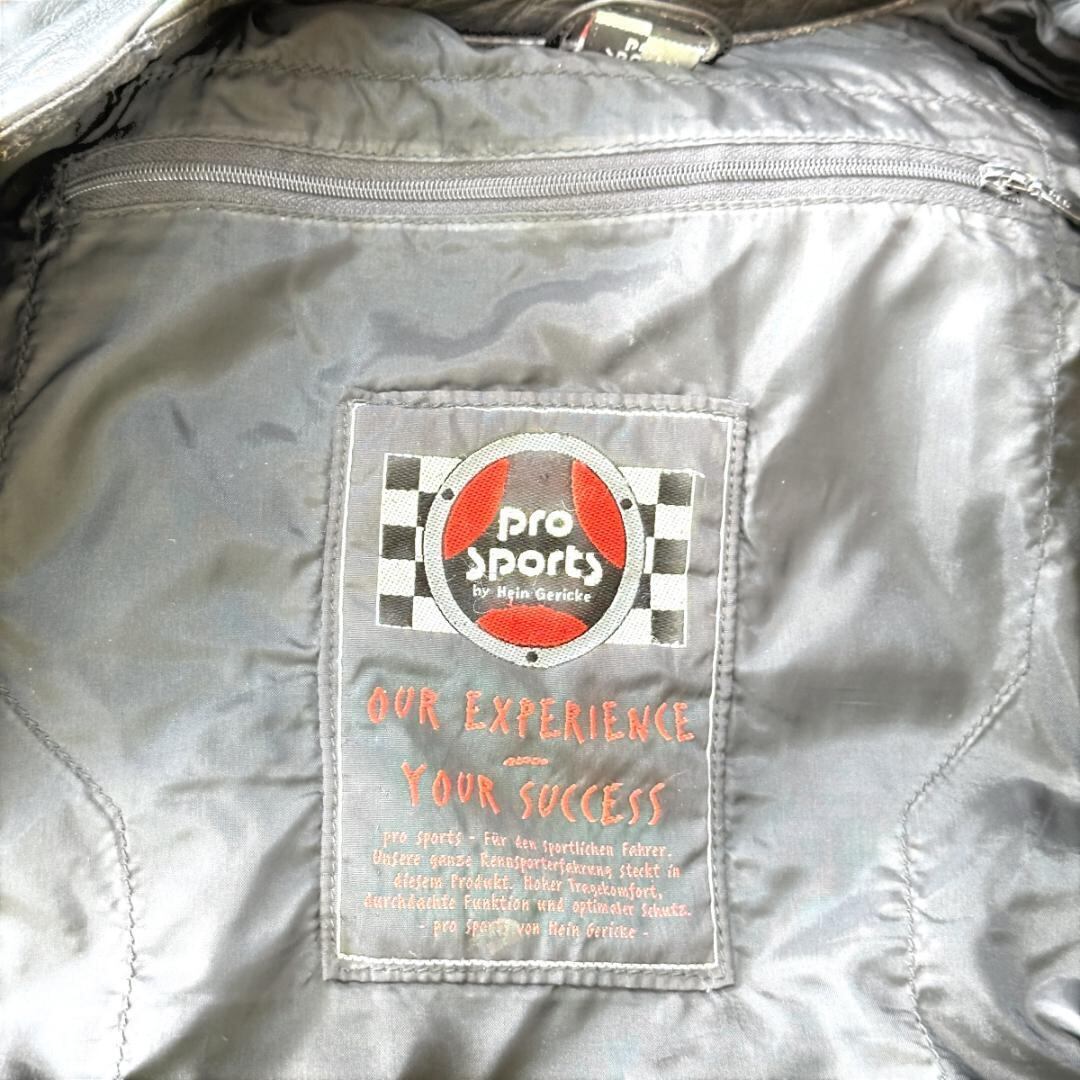 pro
sports
by Hein Gericke
OUR EXPERIENCE
YOUR SUCCESS
pro sports - Für den sportlichen Fahrer.
Unsere ganze Rennsporterfahrung steckt in
diesem Produkt. Hoher Tragekomfort,
durchdachte Funktion und optimaler Schutz.
- pro sports von Hein Gericke -